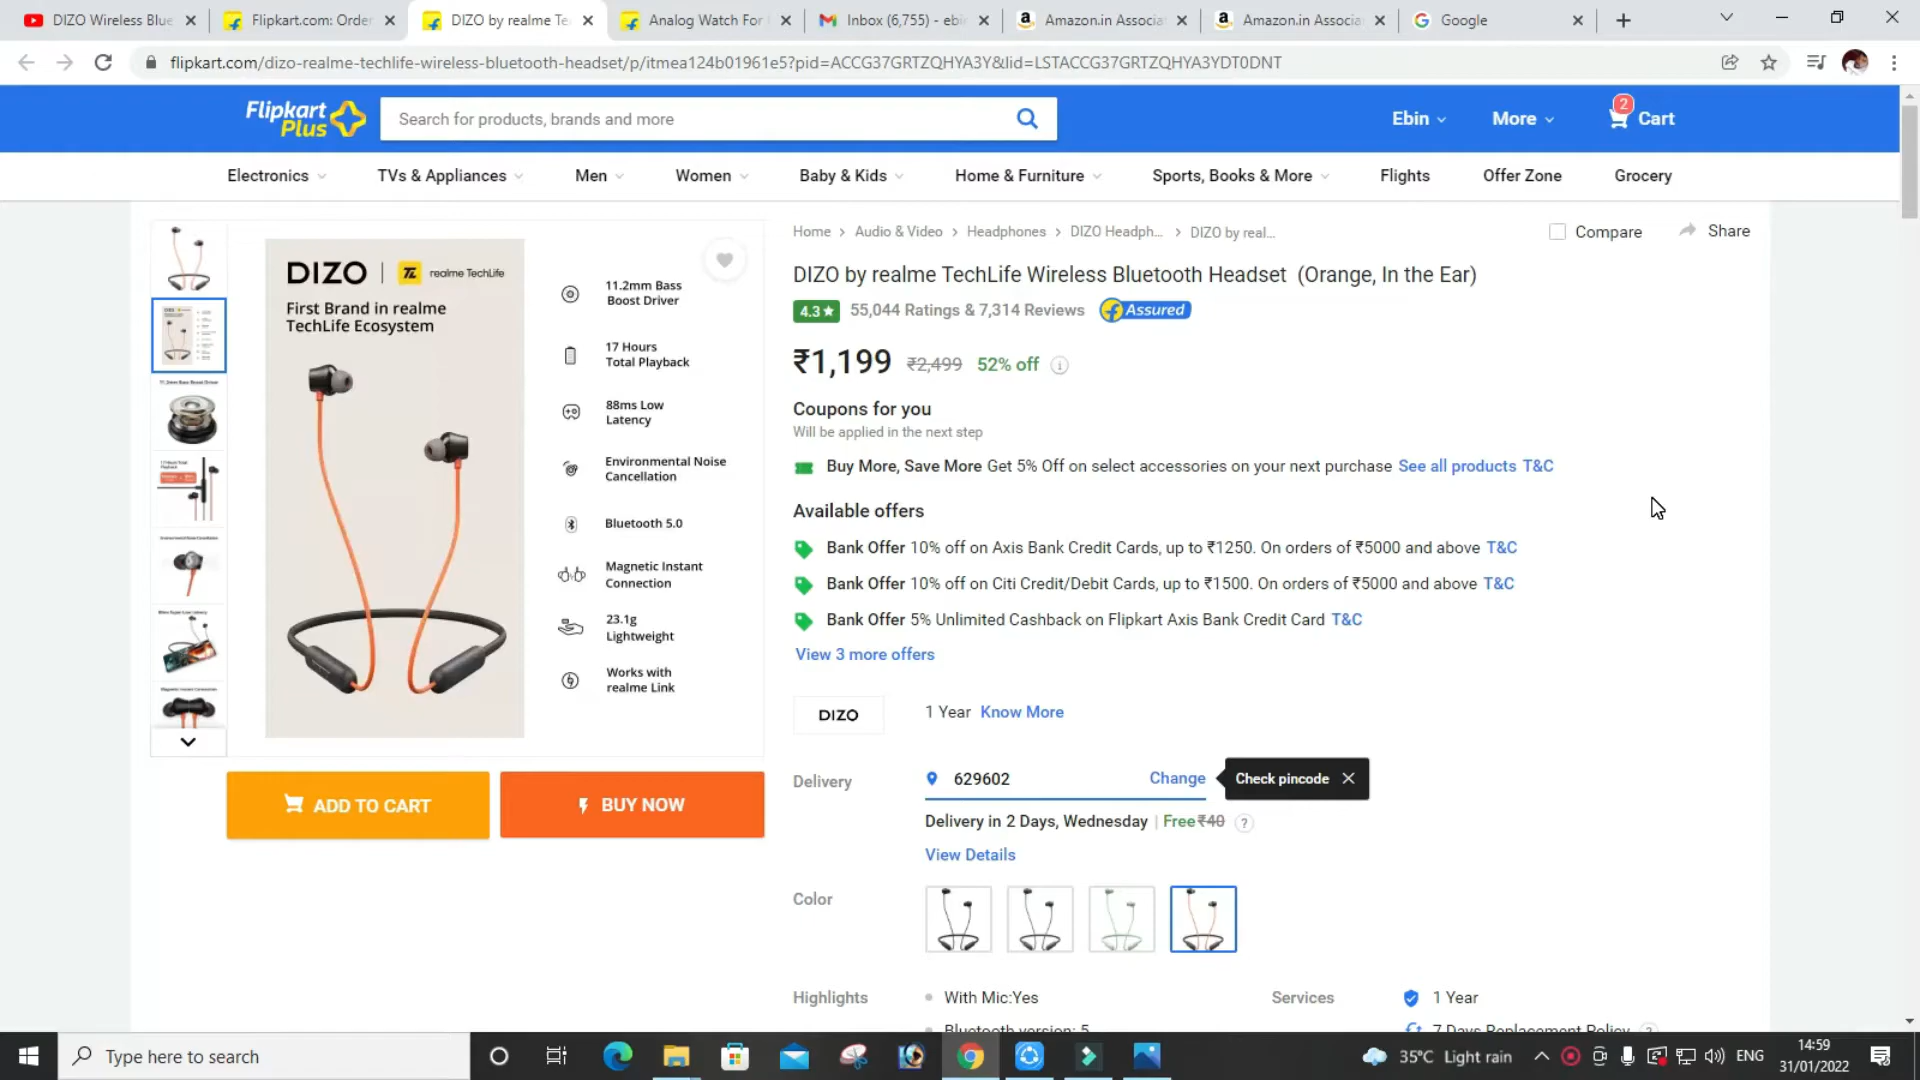 DIZO Wireless Blue
Flipkart.com: Order
DIZO by realme Te
Analog Watch For
Inbox (6,755) - ebin
Amazon.in Associa
Amazon.in Associa
Google
flipkart.com/dizo-realme-techlife-wireless-bluetooth-headset/p/itmea124b01961e5?pid=ACCG37GRTZQHYA3Y&lid=LSTACCG37GRTZQHYA3YDT0DNT
Flipkart
Plus
Search for products, brands and more
Ebin
More
2
Cart
Electronics
TVs & Appliances
Men
Women
Baby & Kids
Home & Furniture
Sports, Books & More
Flights
Offer Zone
Grocery
Home > Audio & Video > Headphones > DIZO Headph... > DIZO by real...
Compare
Share
DIZO | TL realme TechLife
First Brand in realme
TechLife Ecosystem
11.2mm Bass
Boost Driver
17 Hours
Total Playback
88ms Low
Latency
Environmental Noise
Cancellation
Bluetooth 5.0
Magnetic Instant
Connection
23.1g
Lightweight
Works with
realme Link
DIZO by realme TechLife Wireless Bluetooth Headset (Orange, In the Ear)
4.3★ 55,044 Ratings & 7,314 Reviews Assured
₹1,199 ₹2,499 52% off
Coupons for you
Will be applied in the next step
Buy More, Save More Get 5% Off on select accessories on your next purchase See all products T&C
Available offers
Bank Offer 10% off on Axis Bank Credit Cards, up to ₹1250. On orders of ₹5000 and above T&C
Bank Offer 10% off on Citi Credit/Debit Cards, up to ₹1500. On orders of ₹5000 and above T&C
Bank Offer 5% Unlimited Cashback on Flipkart Axis Bank Credit Card T&C
View 3 more offers
DIZO
1 Year Know More
ADD TO CART
BUY NOW
Delivery
629602
Change
Check pincode
Delivery in 2 Days, Wednesday | Free ₹40 ?
View Details
Color
Highlights
With Mic:Yes
Bluetooth version: 5
Services
1 Year
7 Days Replacement Policy ?
Type here to search
35°C Light rain
ENG
14:59
31/01/2022